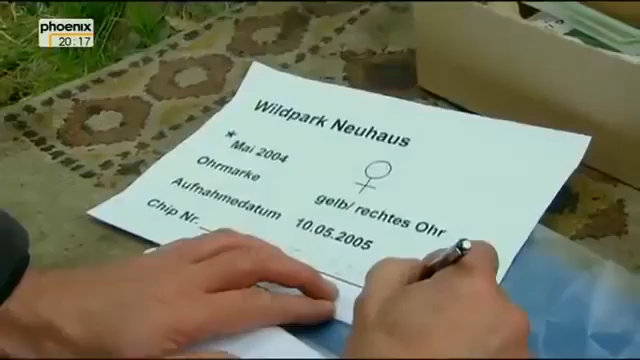 phoenix
20:17
Wildpark Neuhaus
* Mai 2004 ♀
Ohrmarke gelb/ rechtes Ohr
Aufnahmedatum 10.05.2005
Chip Nr.